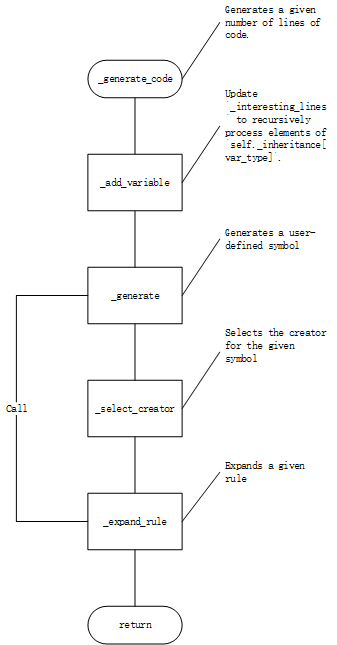 Generates a given
number of lines of
code.
_generate_code
Update
`_interesting_lines
` to recursively
process elements of
`self._inheritance[
var_type]`.
_add_variable
Generates a user-
defined symbol
_generate
Selects the creator
for the given
symbol
_select_creator
Call
Expands a given
rule
_expand_rule
return